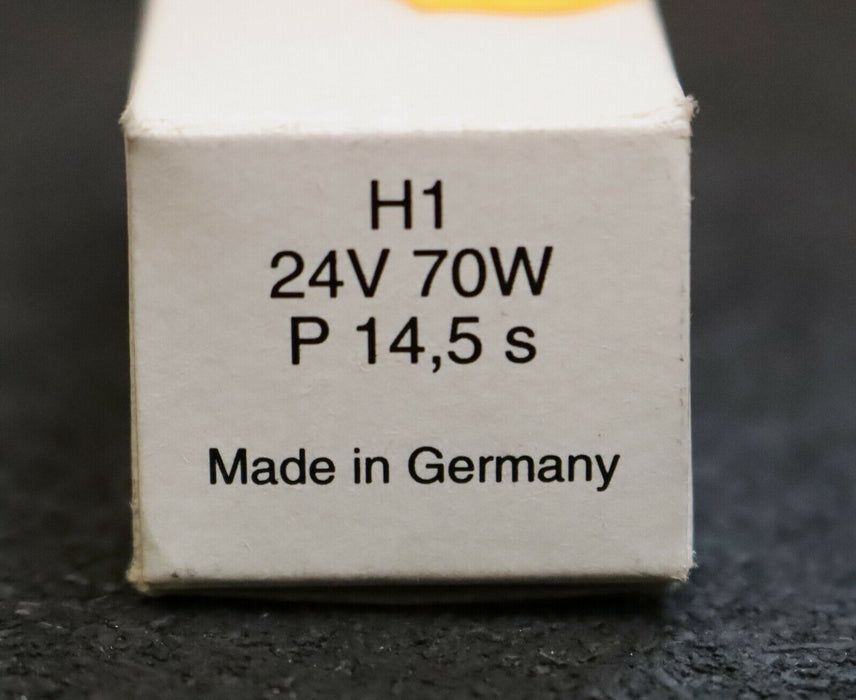 H1
24V 70W
P 14,5 s
Made in Germany